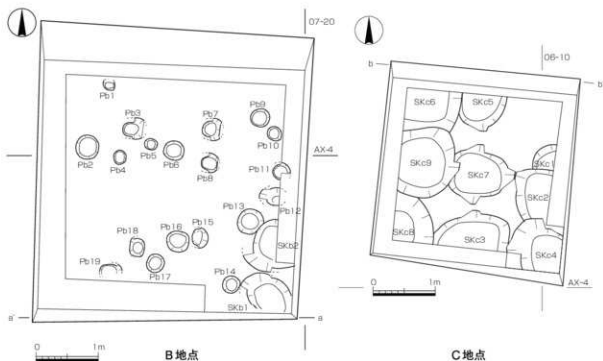 07-20
Pb1
Pb3
Pb7
Pb9
Pb10
Pb2
Pb4
Pb5
Pb6
Pb8
AX-4
Pb11
Pb12
Pb13
Pb15
Pb16
Pb18
SKb2
Pb19
Pb17
Pb14
SKb1
a'
a
0 1m
B地点
06-10
b
b
SKc6
SKc5
SKc1
SKc9
SKc7
SKc2
SKc8
SKc3
SKc4
AX-4
0 1m
C地点